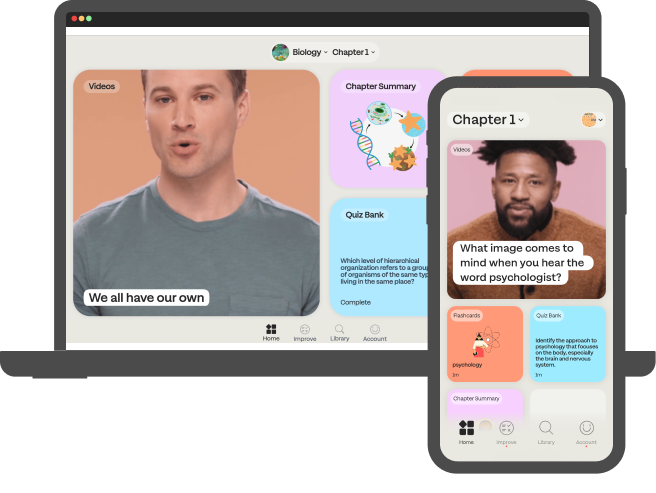 Biology Chapter 1
Videos
We all have our own
Chapter Summary
Quiz Bank
Which level of hierarchical
organization refers to a group
of organisms of the same typ
living in the same place?
Complete
Home Improve Library Account
Chapter 1
Videos
What image comes to
mind when you hear the
word psychologist?
Flashcards
psychology
Quiz Bank
Identify the approach to
psychology that focuses
on the body, especially
the brain and nervous
system.
1m
Chapter Summary
Home Improve Library Account